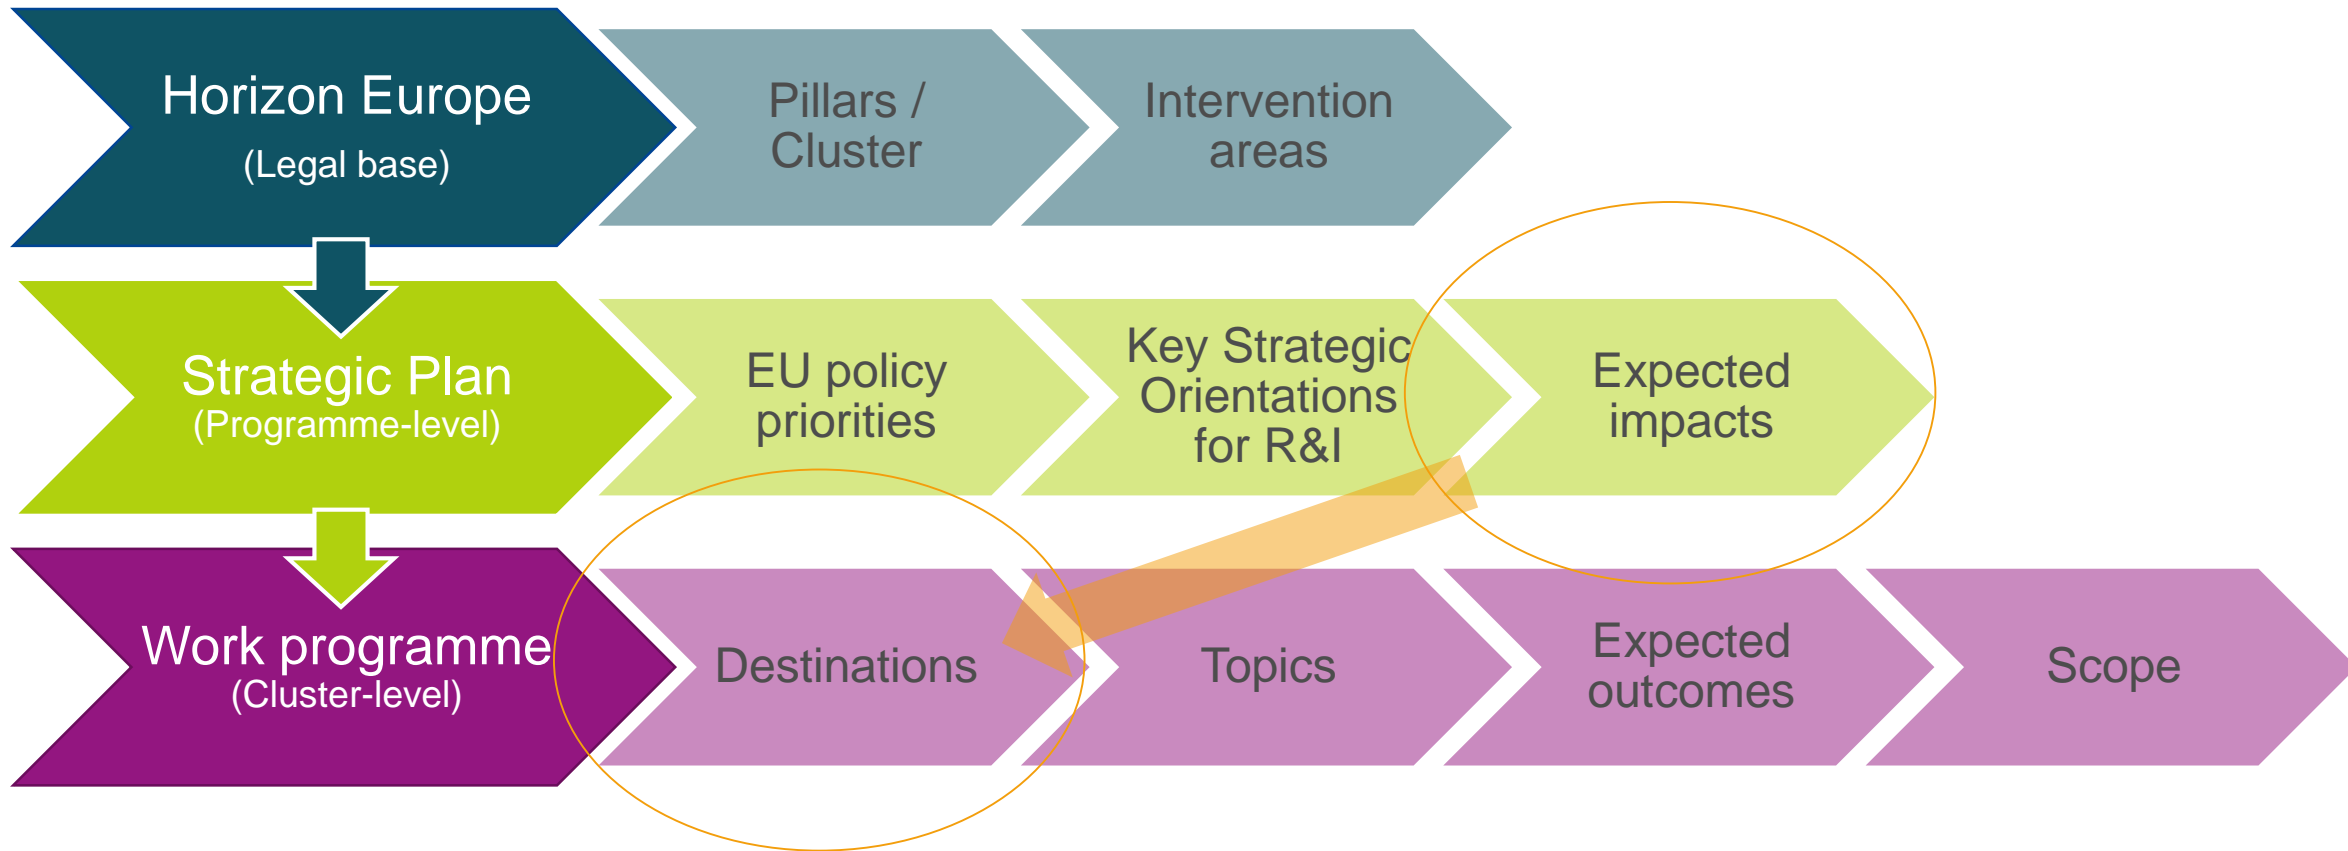 Horizon Europe
(Legal base)
Pillars /
Cluster
Intervention
areas
Strategic Plan
(Programme-level)
EU policy
priorities
Key Strategic
Orientations
for R&I
Expected
impacts
Work programme
(Cluster-level)
Destinations
Topics
Expected
outcomes
Scope